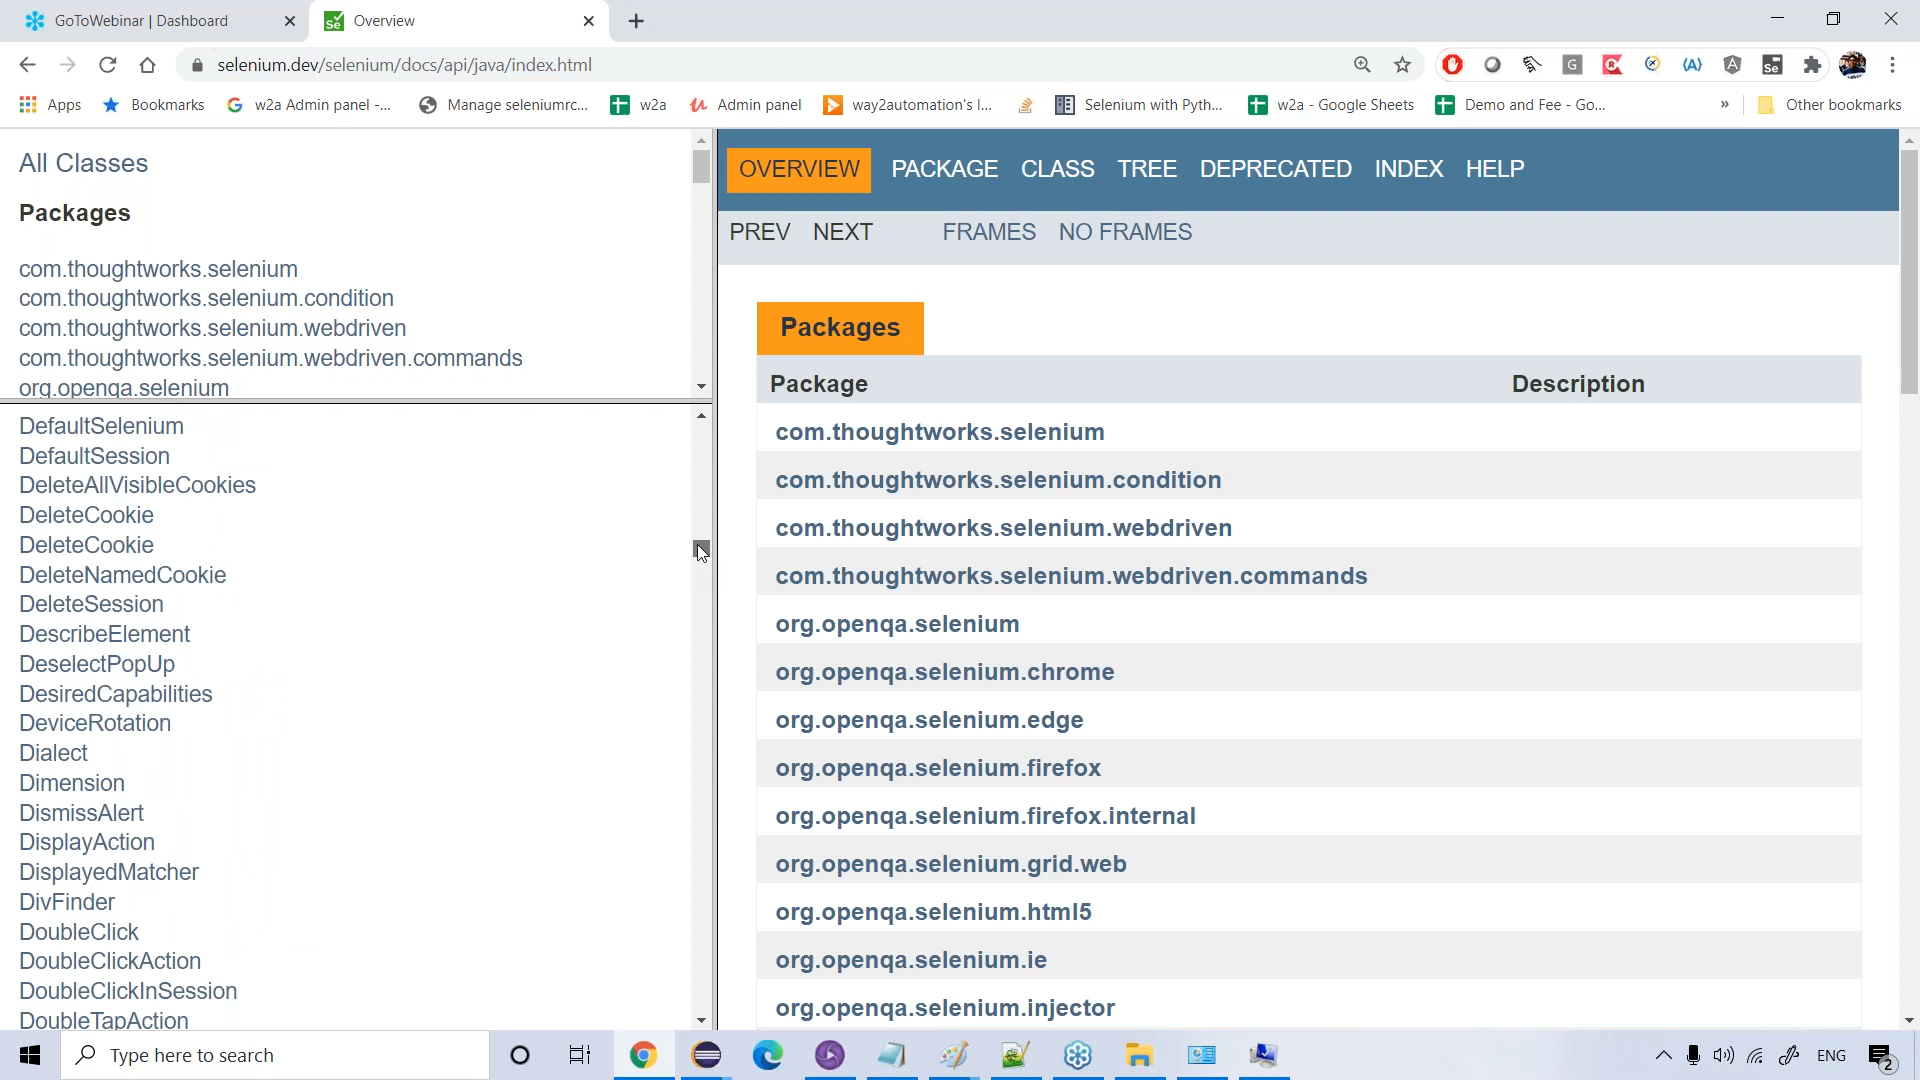 GoToWebinar | Dashboard
Overview
selenium.dev/selenium/docs/api/java/index.html
Apps
Bookmarks
w2a Admin panel -...
Manage seleniumrc...
w2a
Admin panel
way2automation's l...
Selenium with Pyth...
w2a - Google Sheets
Demo and Fee - Go...
»
Other bookmarks
All Classes
Packages
com.thoughtworks.selenium
com.thoughtworks.selenium.condition
com.thoughtworks.selenium.webdriven
com.thoughtworks.selenium.webdriven.commands
org.openqa.selenium
DefaultSelenium
DefaultSession
DeleteAllVisibleCookies
DeleteCookie
DeleteCookie
DeleteNamedCookie
DeleteSession
DescribeElement
DeselectPopUp
DesiredCapabilities
DeviceRotation
Dialect
Dimension
DismissAlert
DisplayAction
DisplayedMatcher
DivFinder
DoubleClick
DoubleClickAction
DoubleClickInSession
DoubleTapAction
OVERVIEW PACKAGE CLASS TREE DEPRECATED INDEX HELP
PREV NEXT FRAMES NO FRAMES
Packages
Package Description
com.thoughtworks.selenium
com.thoughtworks.selenium.condition
com.thoughtworks.selenium.webdriven
com.thoughtworks.selenium.webdriven.commands
org.openqa.selenium
org.openqa.selenium.chrome
org.openqa.selenium.edge
org.openqa.selenium.firefox
org.openqa.selenium.firefox.internal
org.openqa.selenium.grid.web
org.openqa.selenium.html5
org.openqa.selenium.ie
org.openqa.selenium.injector
Type here to search
ENG
2